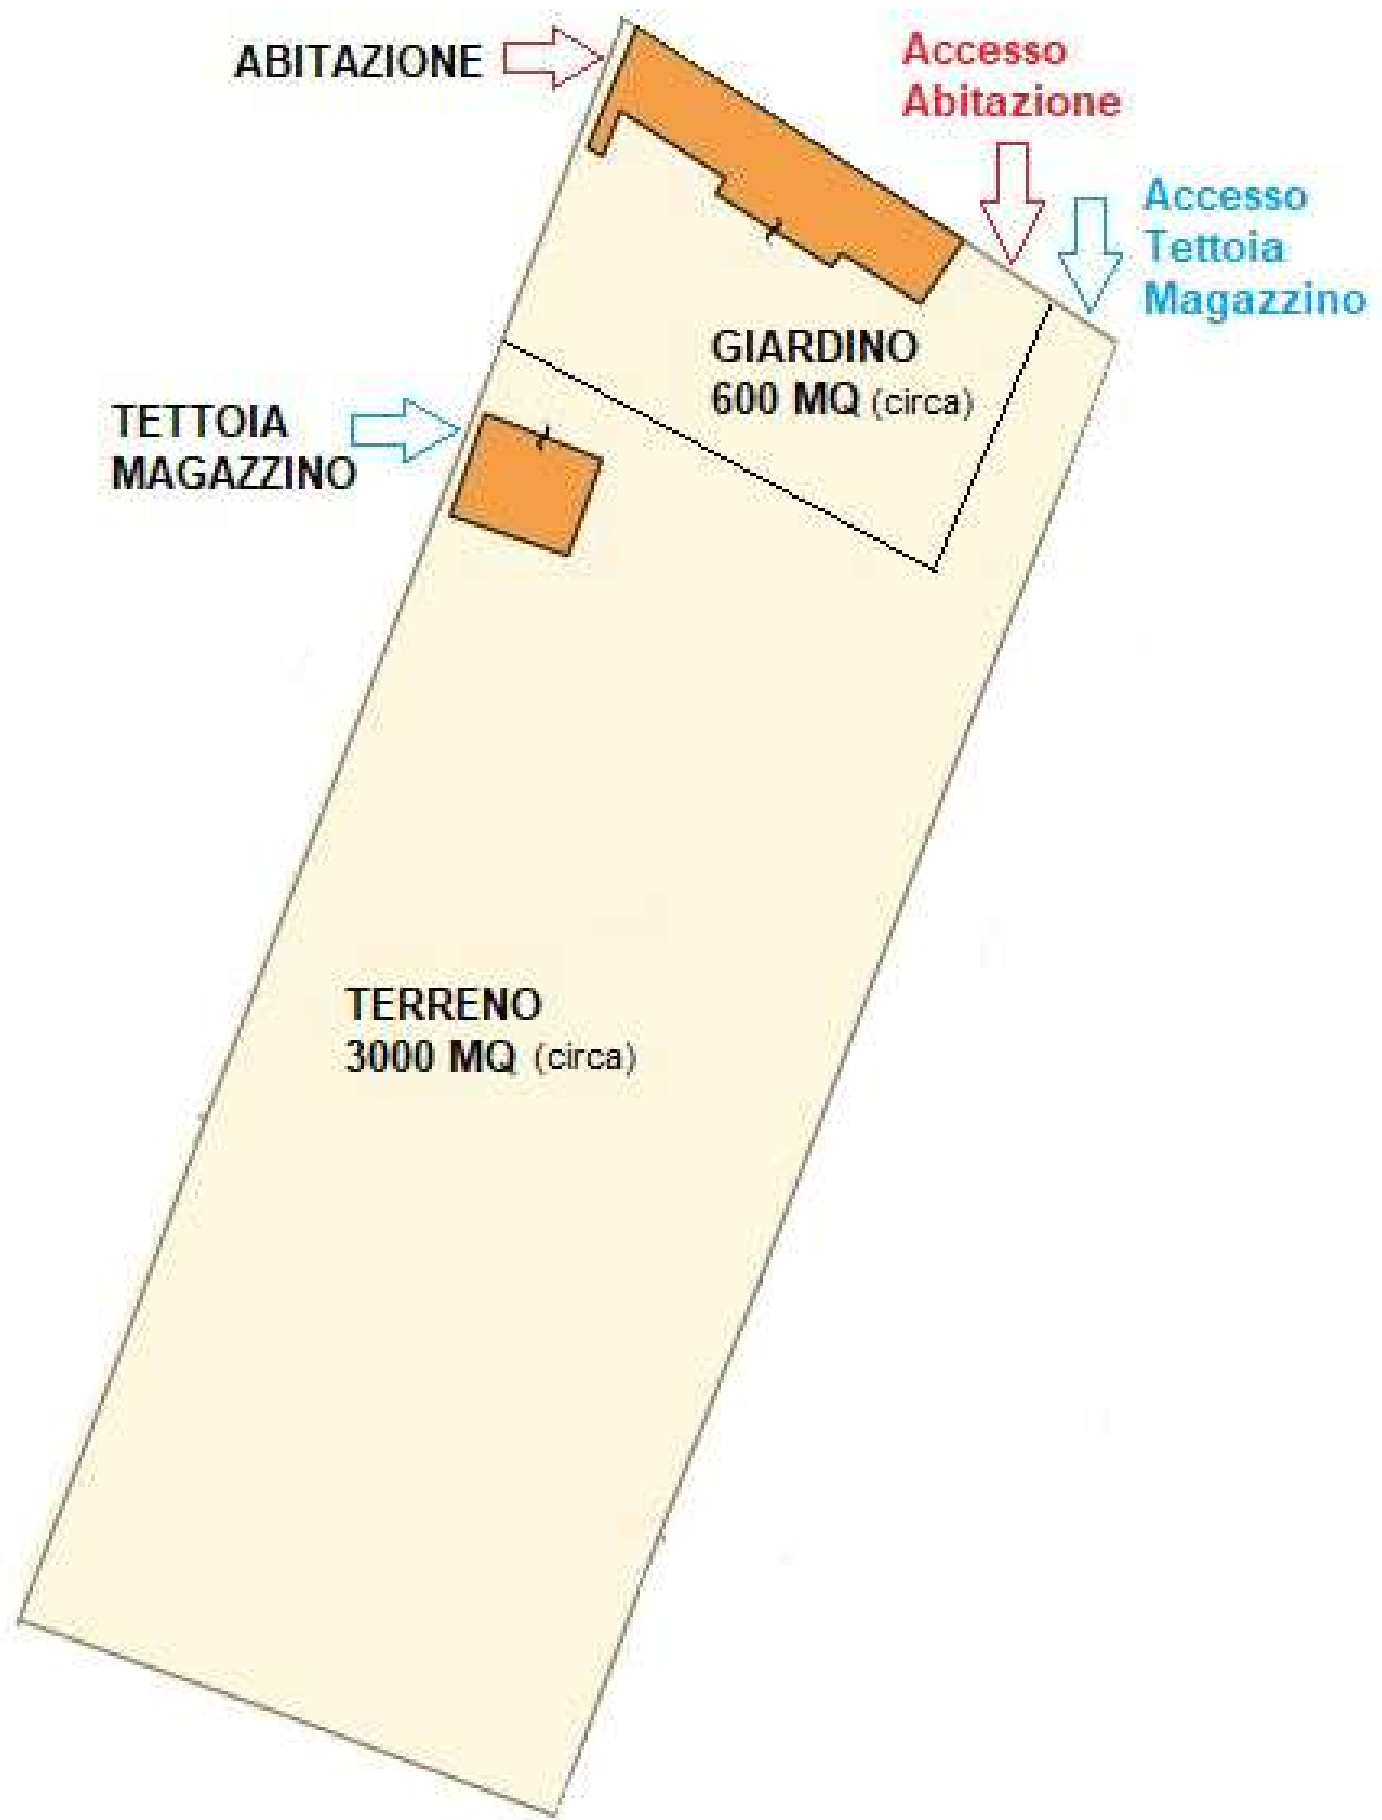 ABITAZIONE
Accesso
Abitazione
Accesso
Tettoia
Magazzino
GIARDINO
600 MQ (circa)
TETTOIA
MAGAZZINO
TERRENO
3000 MQ (circa)